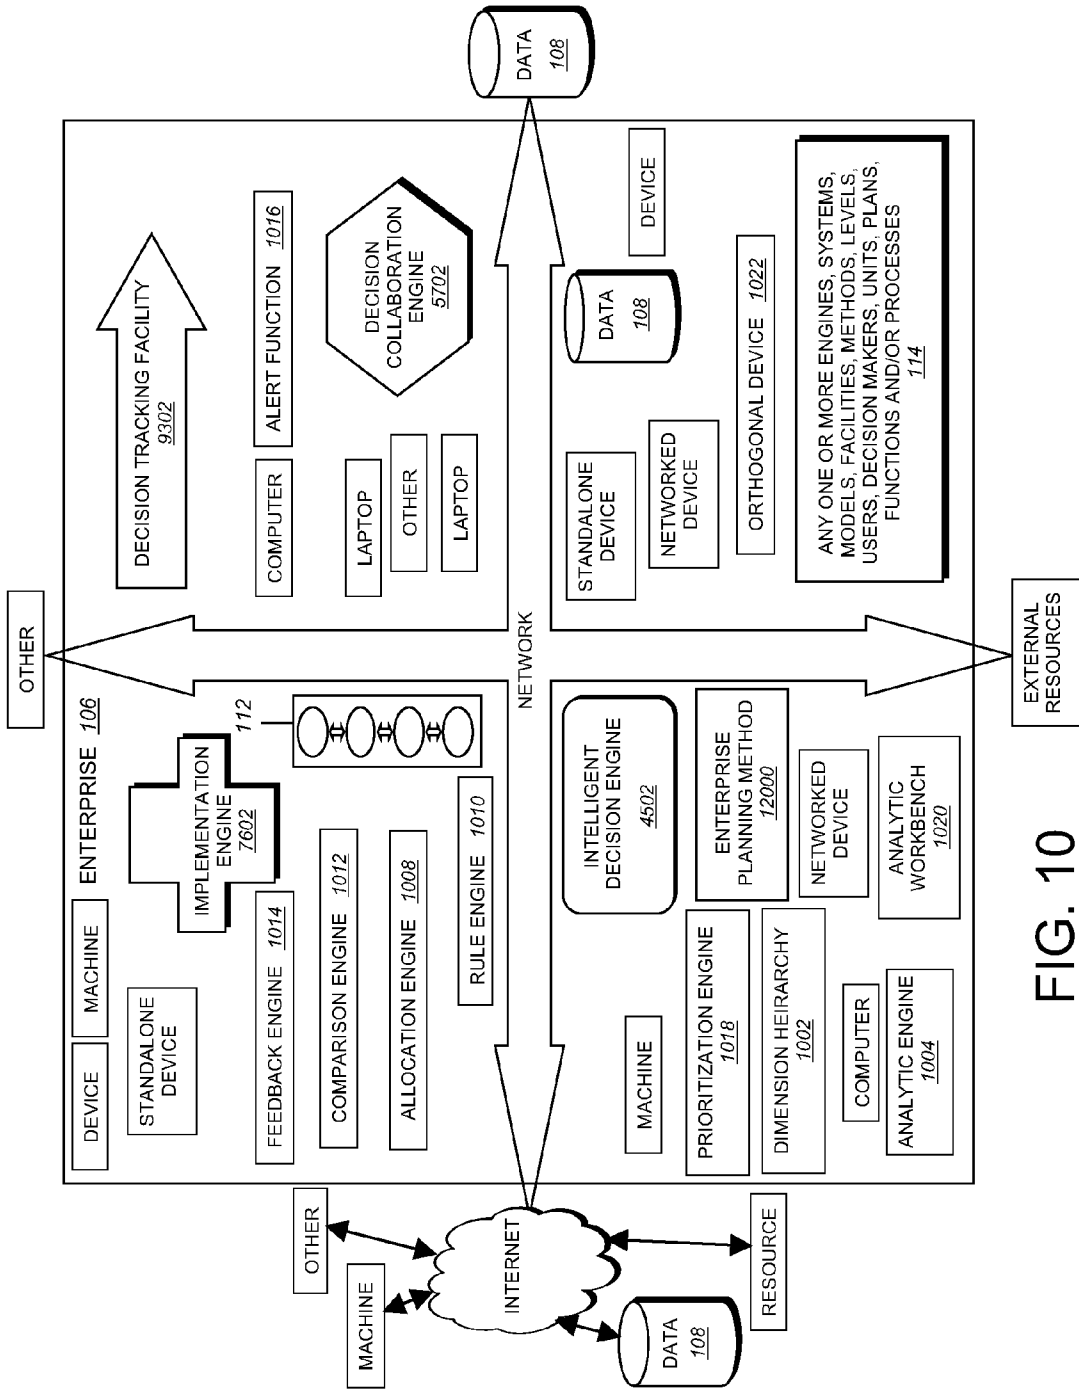 OTHER
ENTERPRISE 106
DEVICE
MACHINE
STANDALONE
DEVICE
IMPLEMENTATION
ENGINE
7602
FEEDBACK ENGINE 1014
112
COMPARISON ENGINE 1012
ALLOCATION ENGINE 1008
RULE ENGINE 1010
DECISION TRACKING FACILITY
9302
COMPUTER
ALERT FUNCTION 1016
LAPTOP
OTHER
LAPTOP
DECISION
COLLABORATION
ENGINE
5702
OTHER
MACHINE
INTERNET
DATA
108
RESOURCE
NETWORK
DATA
108
MACHINE
INTELLIGENT
DECISION ENGINE
4502
PRIORITIZATION ENGINE
1018
ENTERPRISE
PLANNING METHOD
12000
DIMENSION HEIRARCHY
1002
NETWORKED
DEVICE
COMPUTER
ANALYTIC ENGINE
1004
ANALYTIC
WORKBENCH
1020
STANDALONE
DEVICE
DATA
108
DEVICE
NETWORKED
DEVICE
ORTHOGONAL DEVICE 1022
ANY ONE OR MORE ENGINES, SYSTEMS,
MODELS, FACILITIES, METHODS, LEVELS,
USERS, DECISION MAKERS, UNITS, PLANS,
FUNCTIONS AND/OR PROCESSES
114
EXTERNAL
RESOURCES
FIG. 10